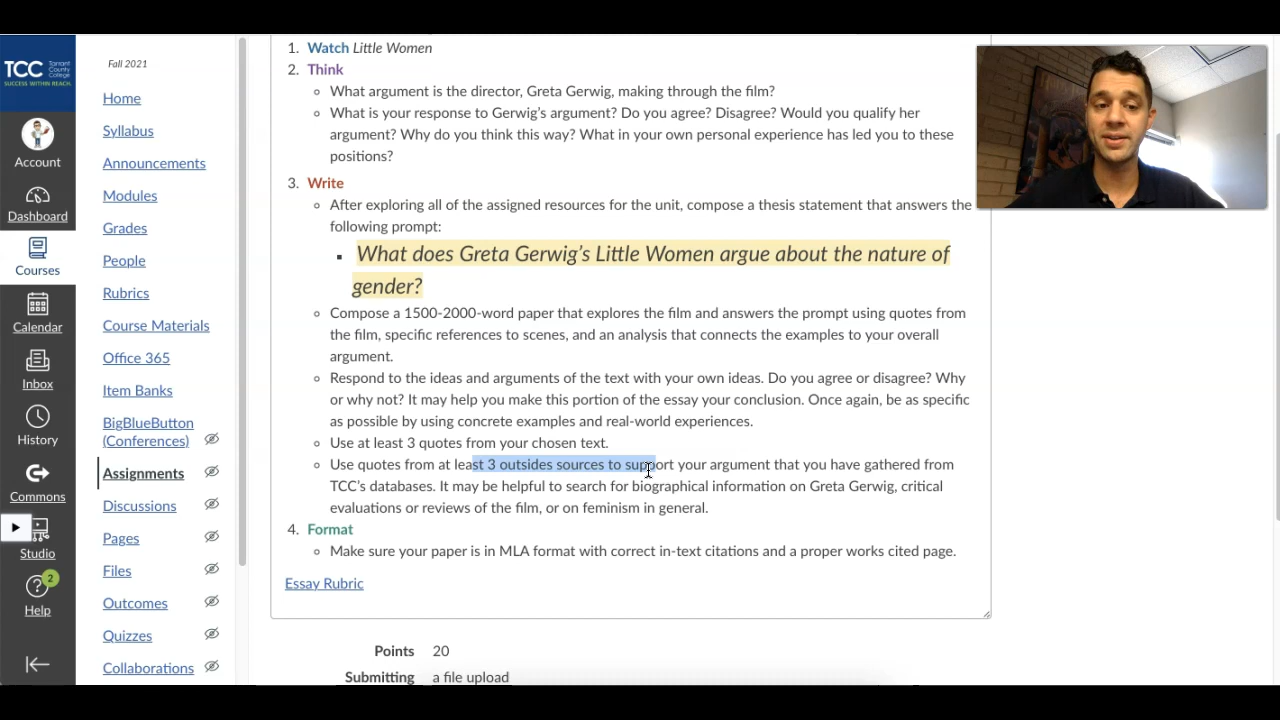 TCC Tarrant County College
SUCCESS WITHIN REACH.
Account
Dashboard
Courses
Calendar
Inbox
History
Commons
Studio
2
Help
Fall 2021
Home
Syllabus
Announcements
Modules
Grades
People
Rubrics
Course Materials
Office 365
Item Banks
BigBlueButton
(Conferences)
Assignments
Discussions
Pages
Files
Outcomes
Quizzes
Collaborations
1. Watch Little Women
2. Think
What argument is the director, Greta Gerwig, making through the film?
What is your response to Gerwig's argument? Do you agree? Disagree? Would you qualify her
argument? Why do you think this way? What in your own personal experience has led you to these
positions?
3. Write
After exploring all of the assigned resources for the unit, compose a thesis statement that answers the
following prompt:
What does Greta Gerwig's Little Women argue about the nature of
gender?
Compose a 1500-2000-word paper that explores the film and answers the prompt using quotes from
the film, specific references to scenes, and an analysis that connects the examples to your overall
argument.
Respond to the ideas and arguments of the text with your own ideas. Do you agree or disagree? Why
or why not? It may help you make this portion of the essay your conclusion. Once again, be as specific
as possible by using concrete examples and real-world experiences.
Use at least 3 quotes from your chosen text.
Use quotes from at least 3 outsides sources to support your argument that you have gathered from
TCC's databases. It may be helpful to search for biographical information on Greta Gerwig, critical
evaluations or reviews of the film, or on feminism in general.
4. Format
Make sure your paper is in MLA format with correct in-text citations and a proper works cited page.
Essay Rubric
Points 20
Submitting a file upload